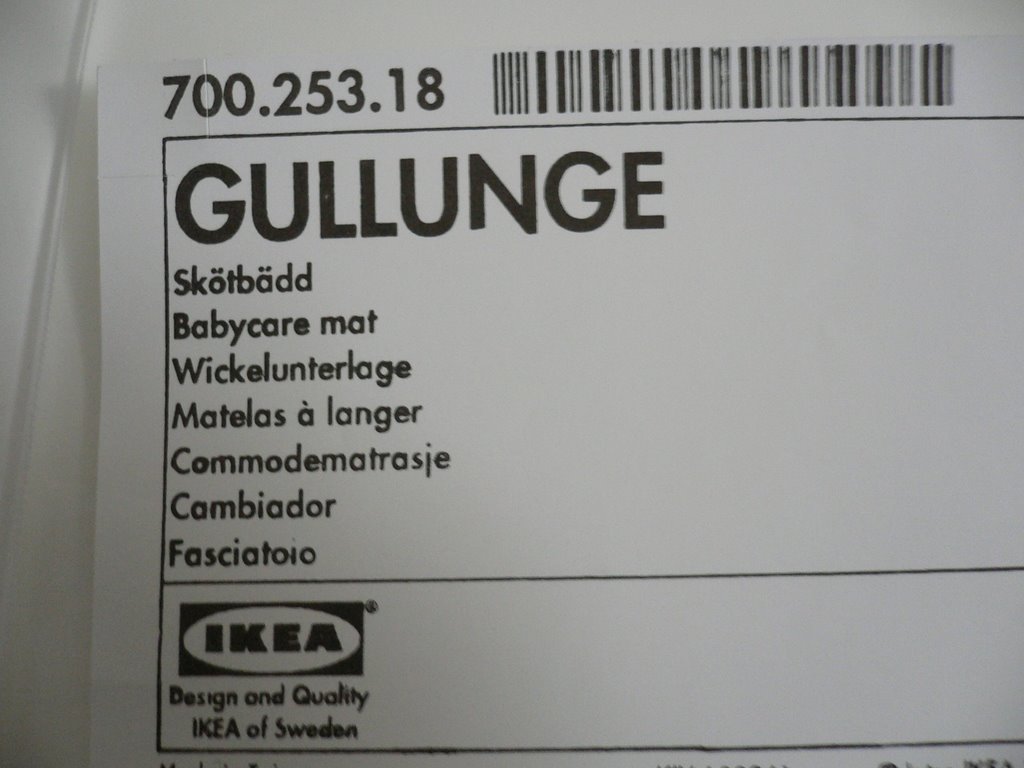 700.253.18
GULLUNGE
Skötbädd
Babycare mat
Wickelunterlage
Matelas à langer
Commodematrasje
Cambiador
Fasciatoio
IKEA®
Design and Quality
IKEA of Sweden